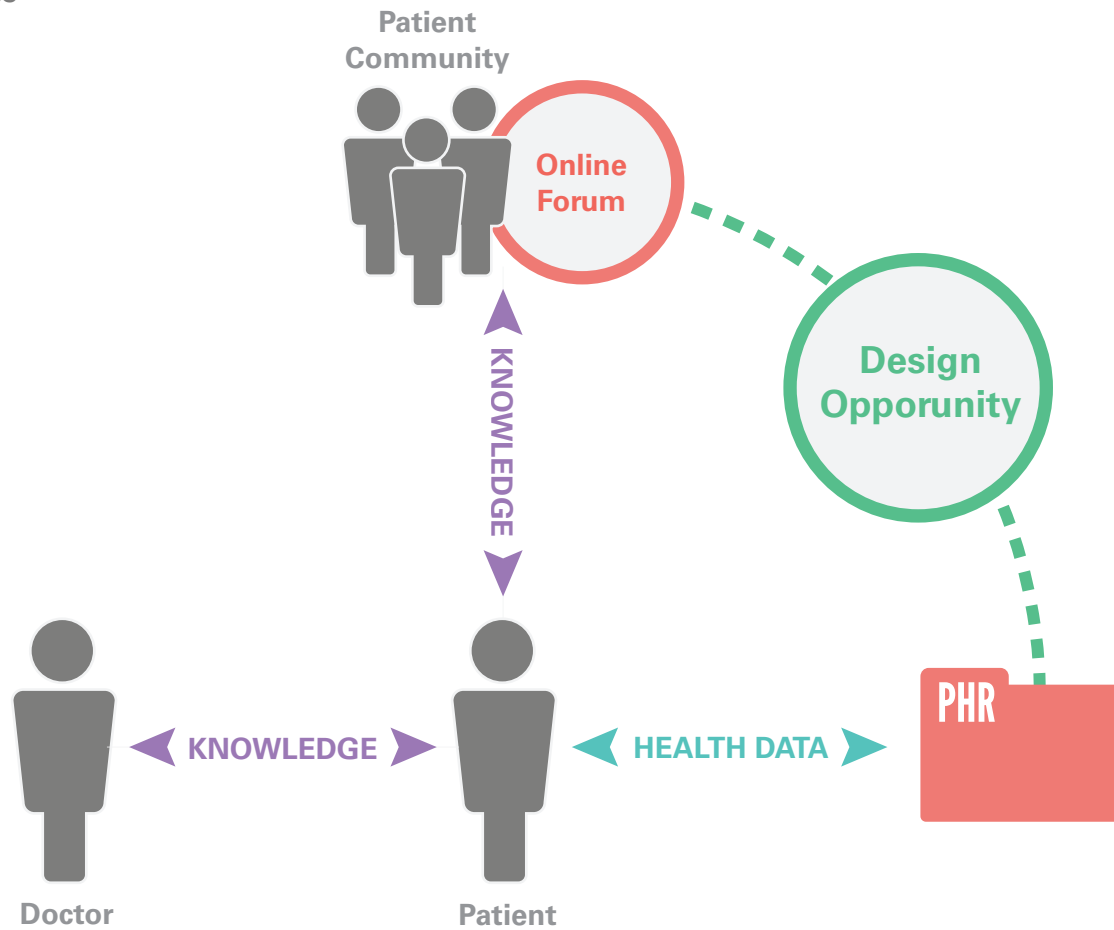 Patient
Community
Online
Forum
Design
Opporunity
KNOWLEDGE
PHR
KNOWLEDGE
HEALTH DATA
Doctor
Patient